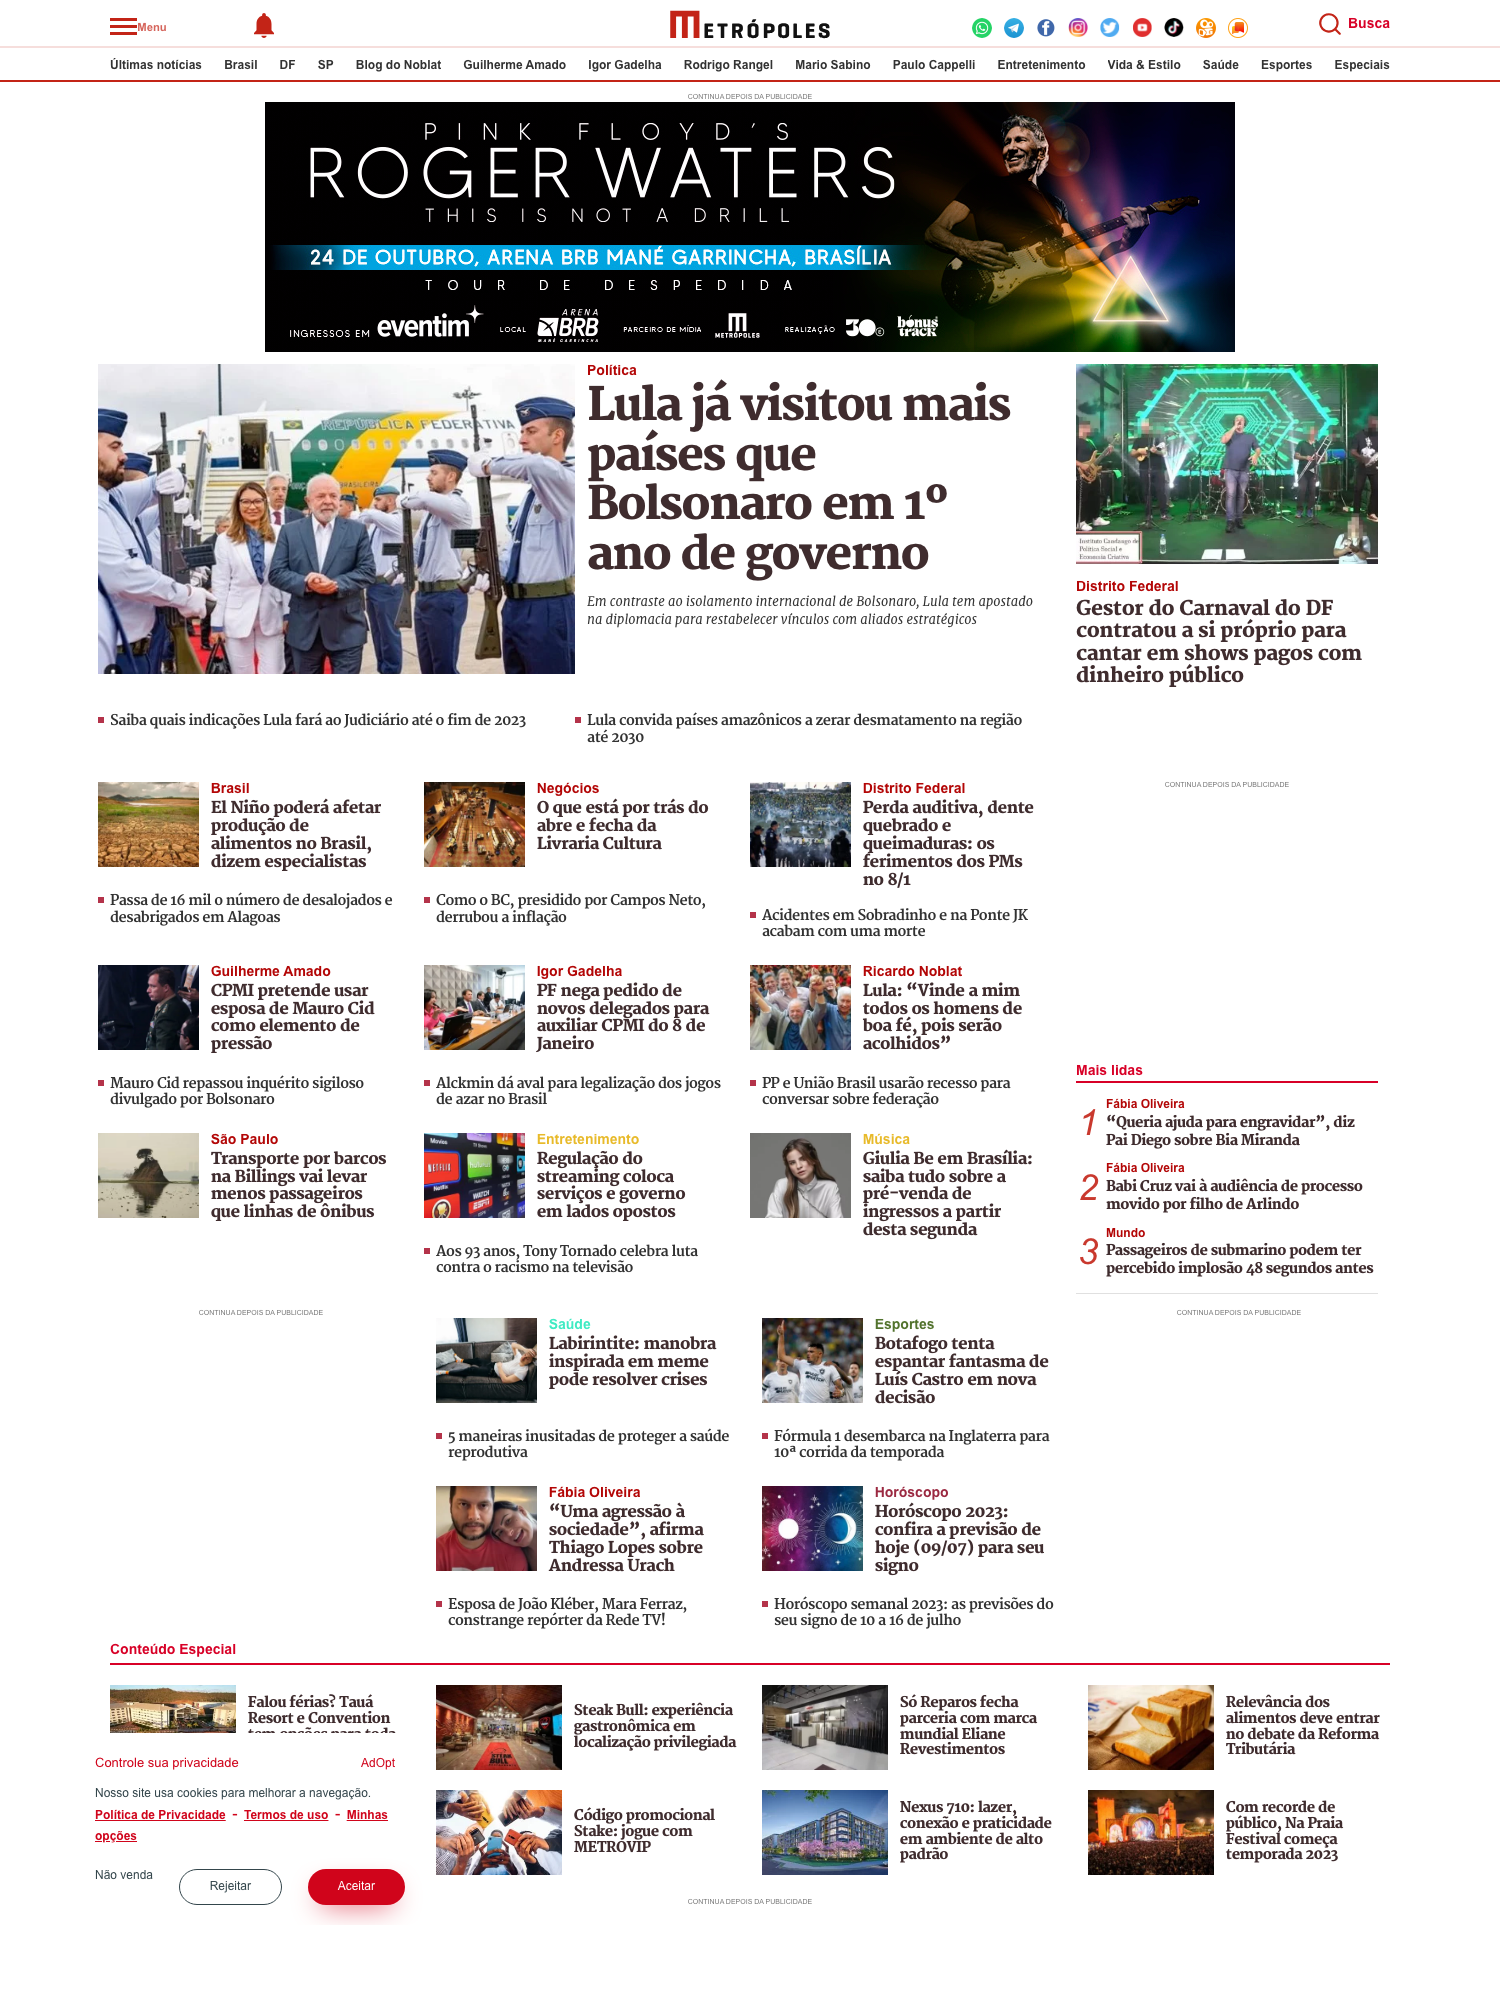 Menu
METRÓPOLES
Busca
Últimas notícias Brasil DF SP Blog do Noblat Guilherme Amado Igor Gadelha Rodrigo Rangel Mario Sabino Paulo Cappelli Entretenimento Vida & Estilo Saúde Esportes Especiais
CONTINUA DEPOIS DA PUBLICIDADE
PINK FLOYD'S
ROGER WATERS
THIS IS NOT A DRILL
24 DE OUTUBRO, ARENA BRB MANÉ GARRINCHA, BRASÍLIA
TOUR DE DESPEDIDA
INGRESSOS EM eventim LOCAL ARENA BRB MANÉ GARRINCHA PARCEIRO DE MÍDIA METRÓPOLES REALIZAÇÃO 30e bónus track
REPÚBLICA FEDERATIVA
Política
Lula já visitou mais
países que
Bolsonaro em 1º
ano de governo
Em contraste ao isolamento internacional de Bolsonaro, Lula tem apostado
na diplomacia para restabelecer vínculos com aliados estratégicos
Instituto Candango de
Política Social e
Economia Criativa
Distrito Federal
Gestor do Carnaval do DF
contratou a si próprio para
cantar em shows pagos com
dinheiro público
Saiba quais indicações Lula fará ao Judiciário até o fim de 2023
Lula convida países amazônicos a zerar desmatamento na região
até 2030
Brasil
El Niño poderá afetar
produção de
alimentos no Brasil,
dizem especialistas
Passa de 16 mil o número de desalojados e
desabrigados em Alagoas
Negócios
O que está por trás do
abre e fecha da
Livraria Cultura
Como o BC, presidido por Campos Neto,
derrubou a inflação
Distrito Federal
Perda auditiva, dente
quebrado e
queimaduras: os
ferimentos dos PMs
no 8/1
Acidentes em Sobradinho e na Ponte JK
acabam com uma morte
CONTINUA DEPOIS DA PUBLICIDADE
Guilherme Amado
CPMI pretende usar
esposa de Mauro Cid
como elemento de
pressão
Mauro Cid repassou inquérito sigiloso
divulgado por Bolsonaro
Igor Gadelha
PF nega pedido de
novos delegados para
auxiliar CPMI do 8 de
Janeiro
Alckmin dá aval para legalização dos jogos
de azar no Brasil
Ricardo Noblat
Lula: “Vinde a mim
todos os homens de
boa fé, pois serão
acolhidos”
PP e União Brasil usarão recesso para
conversar sobre federação
Mais lidas
1
Fábia Oliveira
“Queria ajuda para engravidar”, diz
Pai Diego sobre Bia Miranda
2
Fábia Oliveira
Babi Cruz vai à audiência de processo
movido por filho de Arlindo
3
Mundo
Passageiros de submarino podem ter
percebido implosão 48 segundos antes
São Paulo
Transporte por barcos
na Billings vai levar
menos passageiros
que linhas de ônibus
Movies
NETFLIX
hulu
Netflix
WATCH
ESPN
Entretenimento
Regulação do
streaming coloca
serviços e governo
em lados opostos
Aos 93 anos, Tony Tornado celebra luta
contra o racismo na televisão
Música
Giulia Be em Brasília:
saiba tudo sobre a
pré-venda de
ingressos a partir
desta segunda
CONTINUA DEPOIS DA PUBLICIDADE
CONTINUA DEPOIS DA PUBLICIDADE
Saúde
Labirintite: manobra
inspirada em meme
pode resolver crises
5 maneiras inusitadas de proteger a saúde
reprodutiva
Esportes
Botafogo tenta
espantar fantasma de
Luís Castro em nova
decisão
Fórmula 1 desembarca na Inglaterra para
10ª corrida da temporada
Fábia Oliveira
“Uma agressão à
sociedade”, afirma
Thiago Lopes sobre
Andressa Urach
Esposa de João Kléber, Mara Ferraz,
constrange repórter da Rede TV!
Horóscopo
Horóscopo 2023:
confira a previsão de
hoje (09/07) para seu
signo
Horóscopo semanal 2023: as previsões do
seu signo de 10 a 16 de julho
Conteúdo Especial
Falou férias? Tauá
Resort e Convention
tem opções para toda
STEAK BULL
Steak Bull: experiência
gastronômica em
localização privilegiada
Só Reparos fecha
parceria com marca
mundial Eliane
Revestimentos
Relevância dos
alimentos deve entrar
no debate da Reforma
Tributária
Código promocional
Stake: jogue com
METROVIP
Nexus 710: lazer,
conexão e praticidade
em ambiente de alto
padrão
Com recorde de
público, Na Praia
Festival começa
temporada 2023
Controle sua privacidade AdOpt
Nosso site usa cookies para melhorar a navegação.
Política de Privacidade - Termos de uso - Minhas
opções
Não venda Rejeitar Aceitar
CONTINUA DEPOIS DA PUBLICIDADE